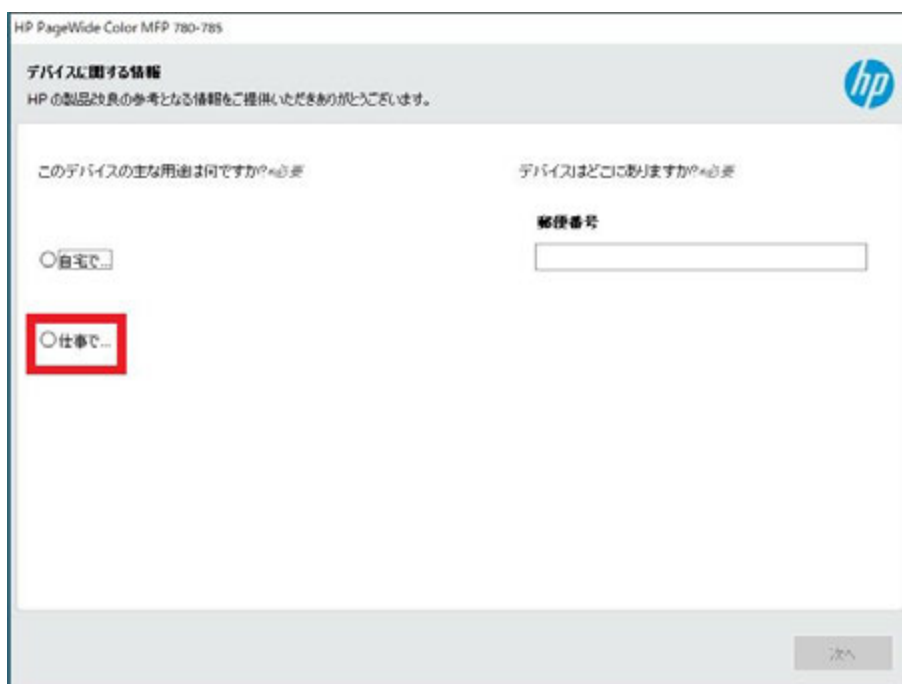 HP PageWide Color MFP 780-785
デバイスに関する情報
HP の製品改良の参考となる情報をご提供いただきありがとうございます。
hp
このデバイスの主な用途は何ですか?*必要
デバイスはどこにありますか?*必要
郵便番号
○自宅で...
○仕事で...
次へ